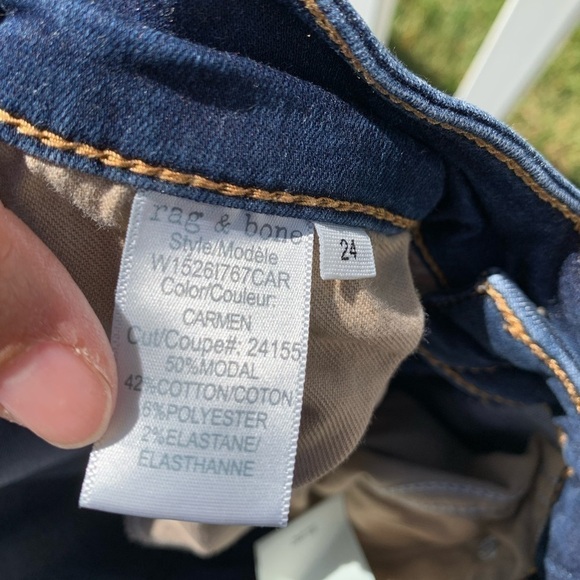 rag & bone
Style/Modèle
W1526I767CAR
Color/Couleur:
CARMEN
Cut/Coupe#: 24155
50%MODAL
42%COTTON/COTON
6%POLYESTER
2%ELASTANE/
ELASTHANNE
24